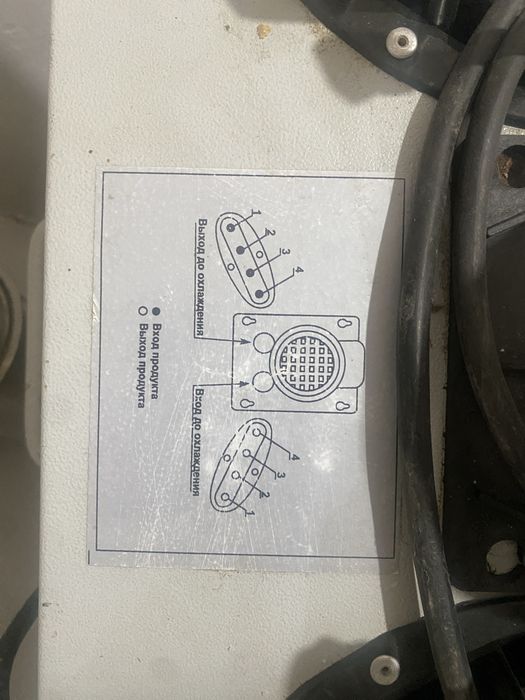 1
2
3
4
Выход до охлаждения
4
3
2
1
Вход до охлаждения
Вход продукта
Выход продукта